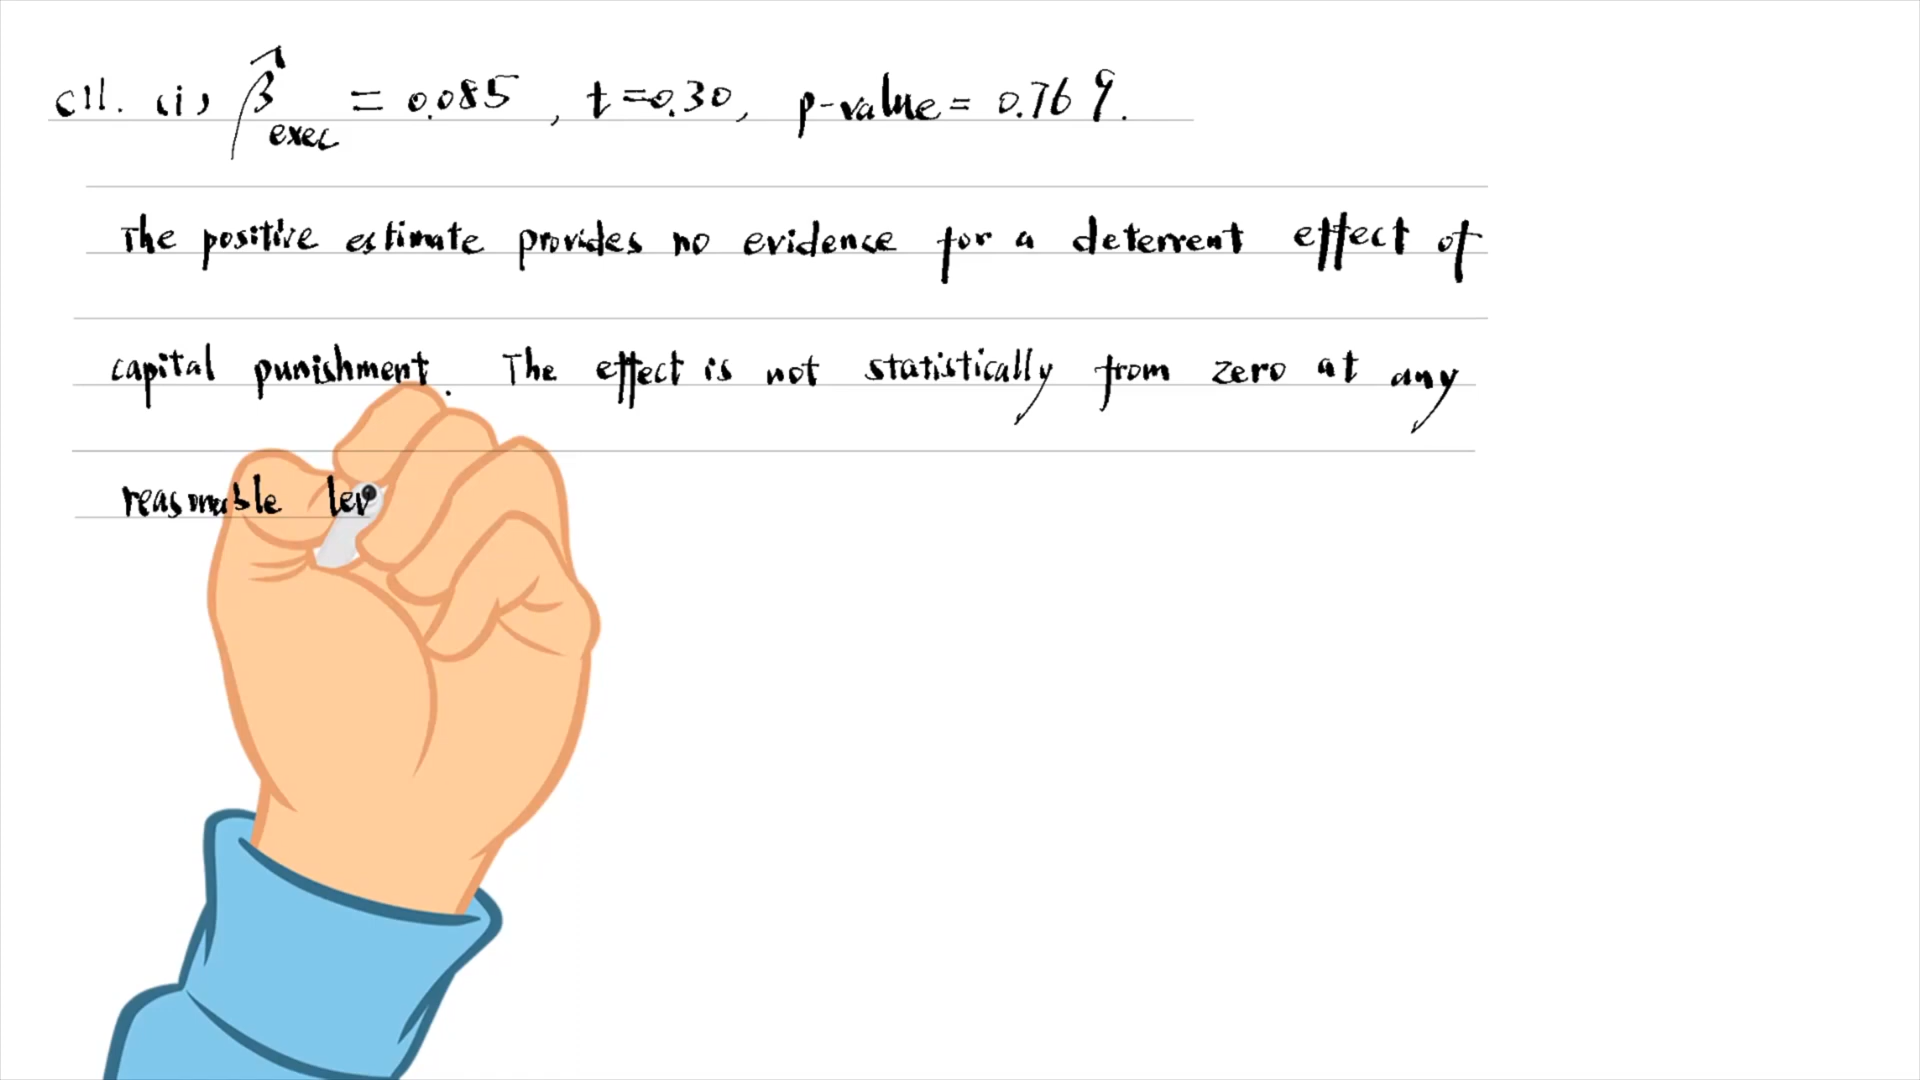 C11. (i) β̂exec = 0.085, t=0.30, p-value = 0.769.
The positive estimate provides no evidence for a deterrent effect of
capital punishment. The effect is not statistically from zero at any
reasonable lev